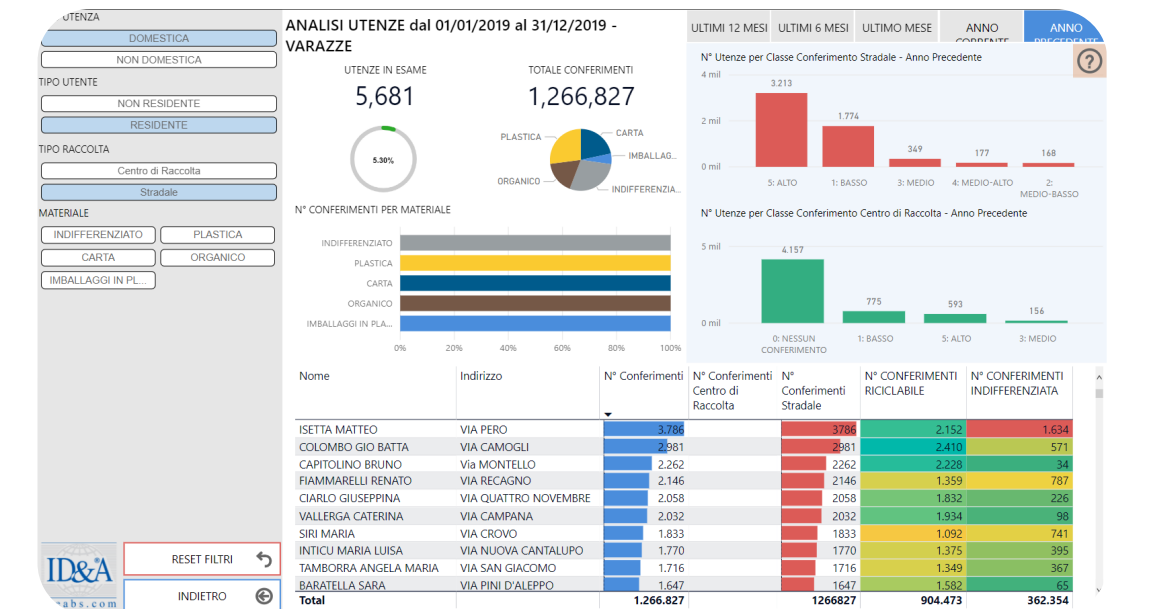 UTENZA
DOMESTICA
NON DOMESTICA
TIPO UTENTE
NON RESIDENTE
RESIDENTE
TIPO RACCOLTA
Centro di Raccolta
Stradale
MATERIALE
INDIFFERENZIATO PLASTICA
CARTA ORGANICO
IMBALLAGGI IN PL...
RESET FILTRI
INDIETRO
ID&A
abs.com
ANALISI UTENZE dal 01/01/2019 al 31/12/2019 -
VARAZZE
ULTIMI 12 MESI ULTIMI 6 MESI ULTIMO MESE ANNO CORRENTE ANNO PRECEDENTE
UTENZE IN ESAME
5,681
5.30%
TOTALE CONFERIMENTI
1,266,827
PLASTICA
CARTA
IMBALLAG...
ORGANICO
INDIFFERENZIA...
N° CONFERIMENTI PER MATERIALE
INDIFFERENZIATO
PLASTICA
CARTA
ORGANICO
IMBALLAGGI IN PLA...
0% 20% 40% 60% 80% 100%
N° Utenze per Classe Conferimento Stradale - Anno Precedente
?
4 mil
2 mil
0 mil
3.213 1.774 349 177 168
5: ALTO 1: BASSO 3: MEDIO 4: MEDIO-ALTO 2:
MEDIO-BASSO
N° Utenze per Classe Conferimento Centro di Raccolta - Anno Precedente
5 mil
0 mil
4.157 775 593 156
0: NESSUN
CONFERIMENTO
1: BASSO 5: ALTO 3: MEDIO
Nome Indirizzo N° Conferimenti N° Conferimenti Centro di Raccolta N° Conferimenti Stradale N° CONFERIMENTI RICICLABILE N° CONFERIMENTI INDIFFERENZIATA
ISETTA MATTEO VIA PERO 3.786 3786 2.152 1.634
COLOMBO GIO BATTA VIA CAMOGLI 2.981 2981 2.410 571
CAPITOLINO BRUNO Via MONTELLO 2.262 2262 2.228 34
FIAMMARELLI RENATO VIA RECAGNO 2.146 2146 1.359 787
CIARLO GIUSEPPINA VIA QUATTRO NOVEMBRE 2.058 2058 1.832 226
VALLERGA CATERINA VIA CAMPANA 2.032 2032 1.934 98
SIRI MARIA VIA CROVO 1.833 1833 1.092 741
INTICU MARIA LUISA VIA NUOVA CANTALUPO 1.770 1770 1.375 395
TAMBORRA ANGELA MARIA VIA SAN GIACOMO 1.716 1716 1.349 367
BARATELLA SARA VIA PINI D'ALEPPO 1.647 1647 1.582 65
Total 1.266.827 1266827 904.473 362.354